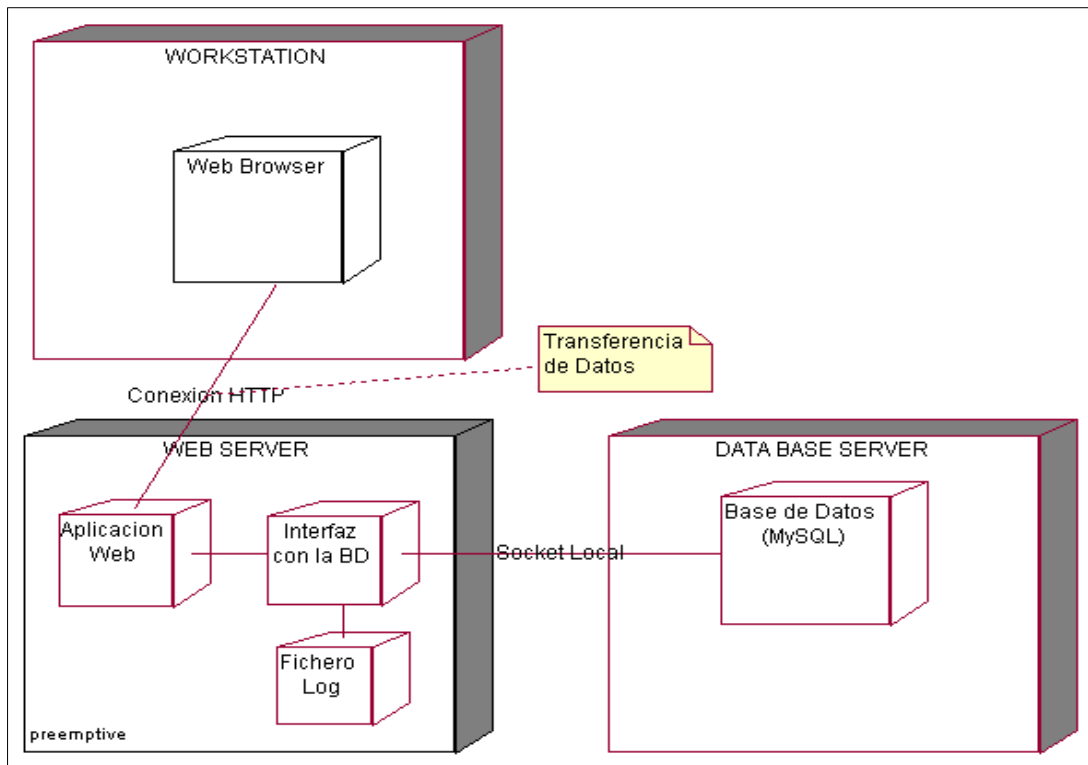 WORKSTATION
Web Browser
Transferencia
de Datos
Conexion HTTP
WEB SERVER
DATA BASE SERVER
Aplicacion
Web
Interfaz
con la BD
Socket Local
Base de Datos
(MySQL)
Fichero
Log
preemptive